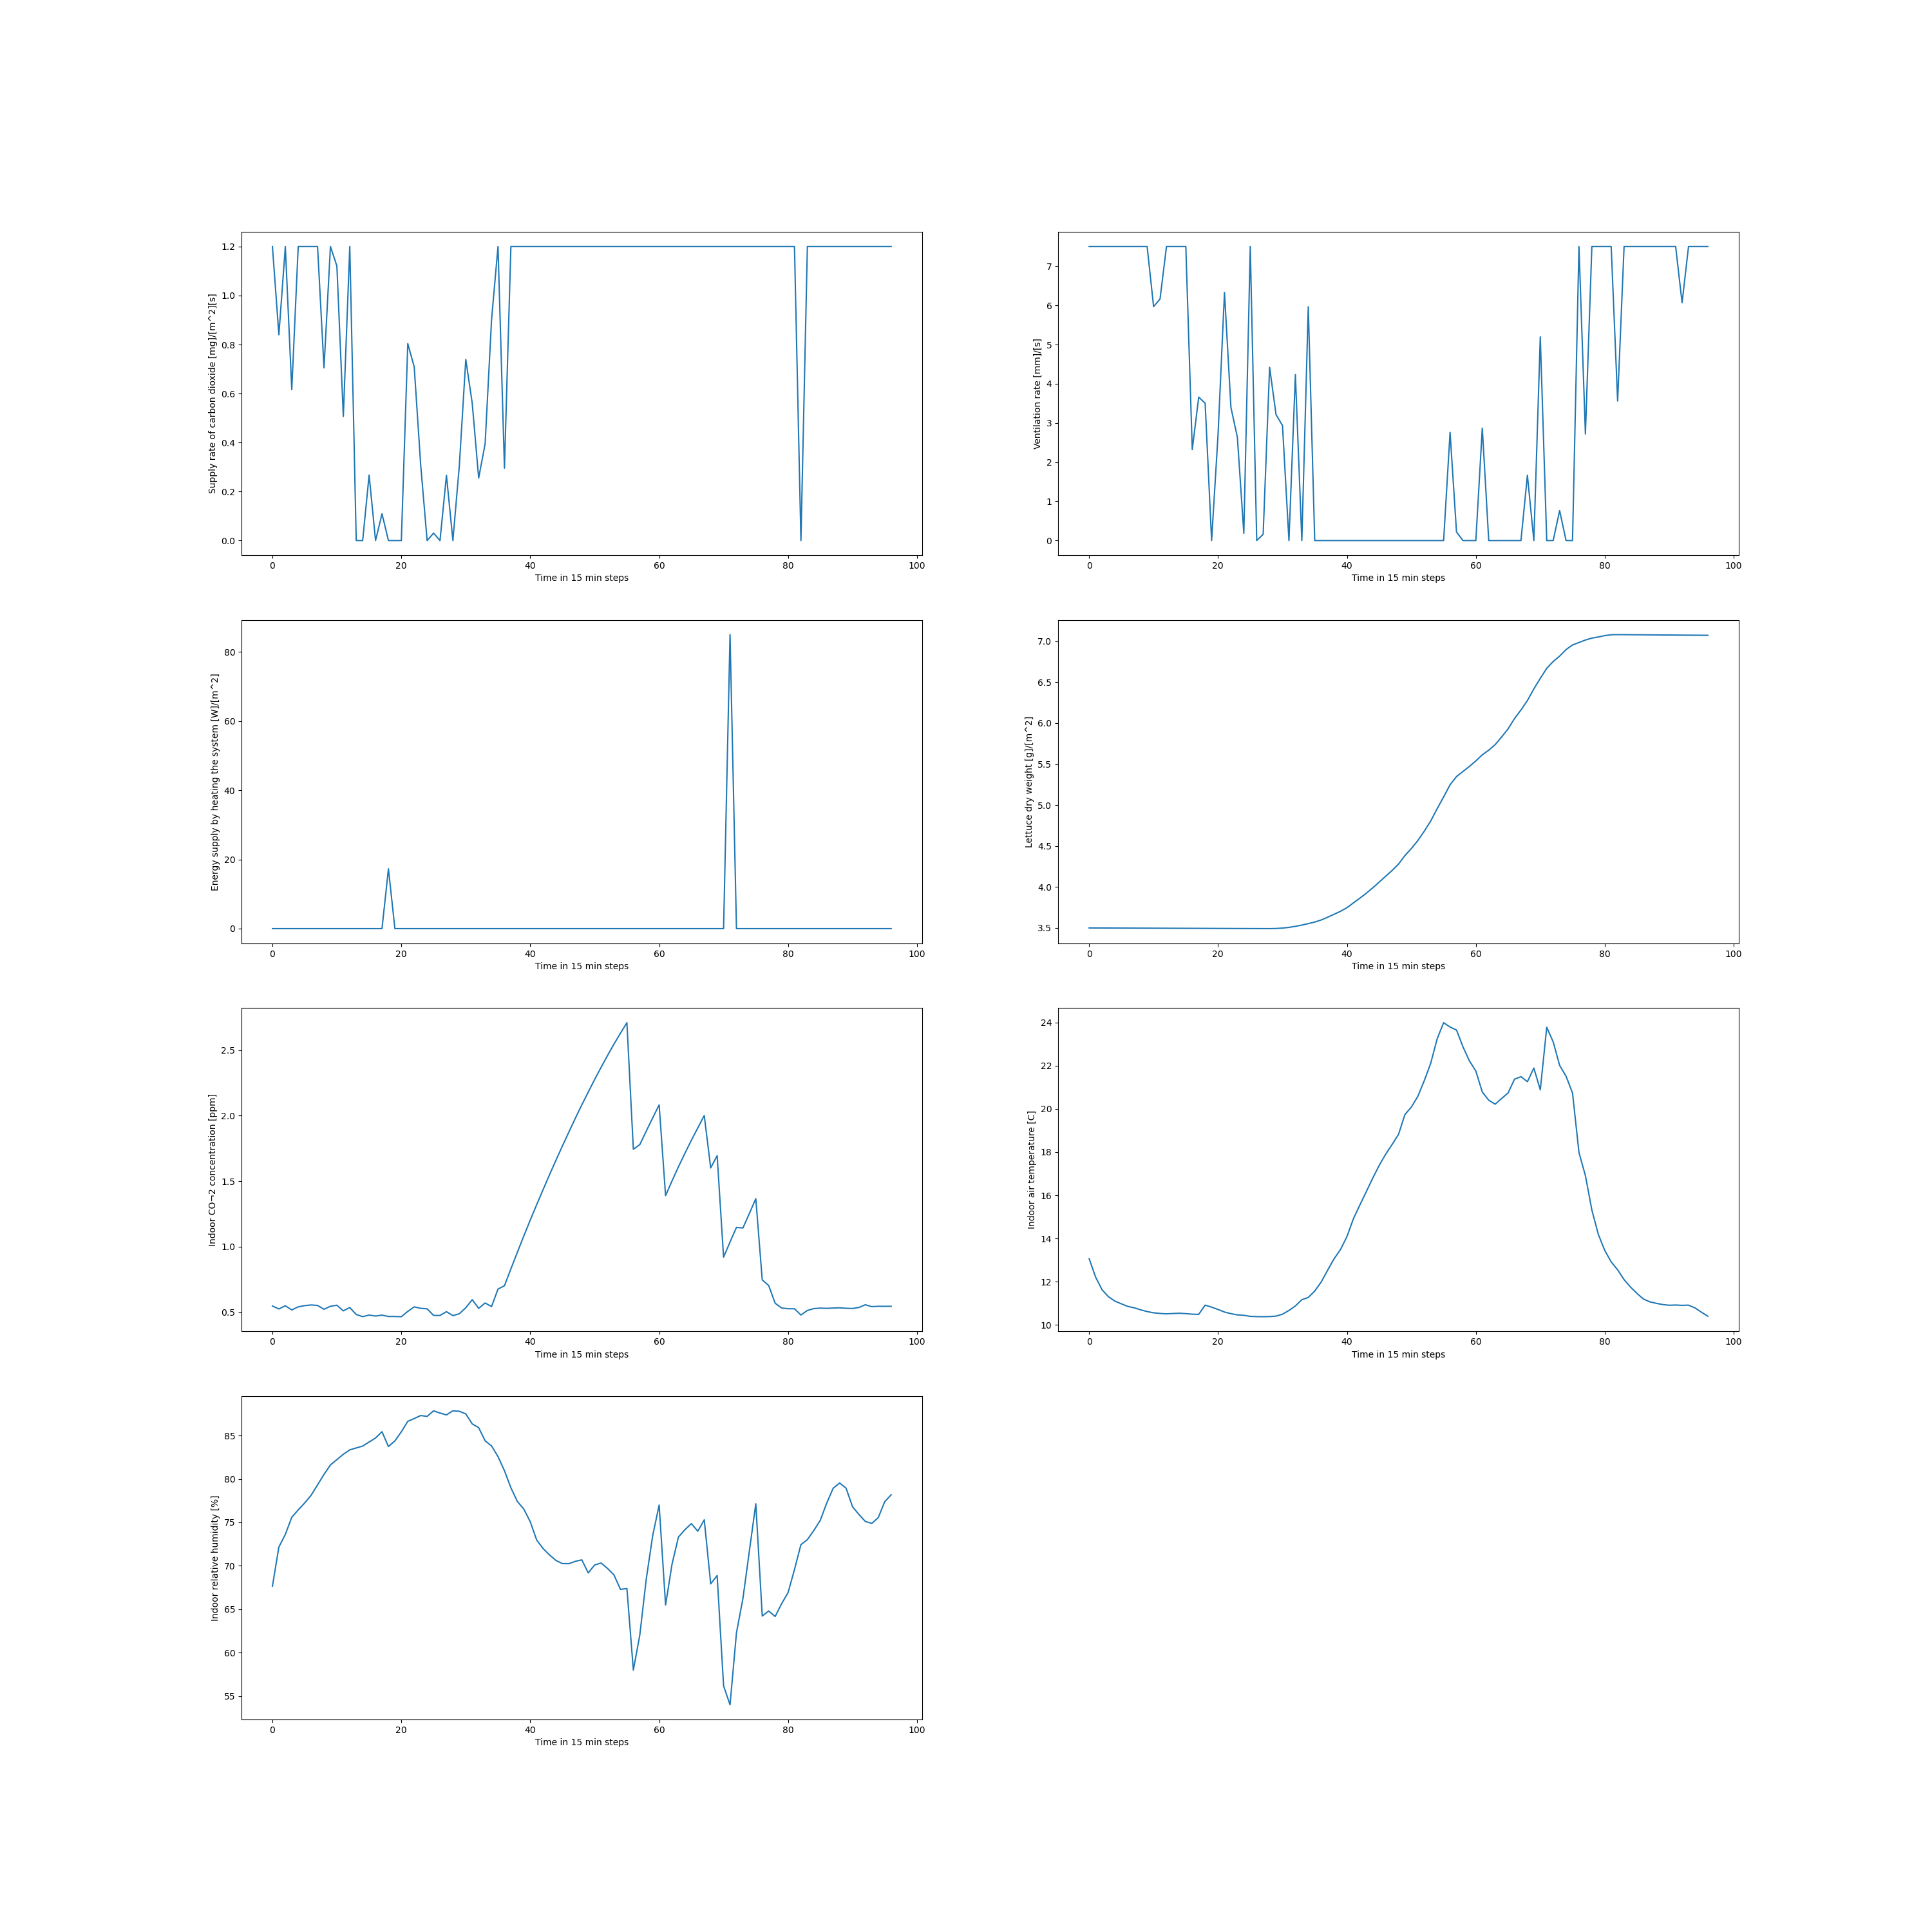 Supply rate of carbon dioxide [mg]/[m^2][s]
1.2
1.0
0.8
0.6
0.4
0.2
0.0
0 20 40 60 80 100
Time in 15 min steps
Ventilation rate [mm]/[s]
7
6
5
4
3
2
1
0
0 20 40 60 80 100
Time in 15 min steps
Energy supply by heating the system [W]/[m^2]
80
60
40
20
0
0 20 40 60 80 100
Time in 15 min steps
Lettuce dry weight [g]/[m^2]
7.0
6.5
6.0
5.5
5.0
4.5
4.0
3.5
0 20 40 60 80 100
Time in 15 min steps
Indoor CO¬2 concentration [ppm]
2.5
2.0
1.5
1.0
0.5
0 20 40 60 80 100
Time in 15 min steps
Indoor air temperature [C]
24
22
20
18
16
14
12
10
0 20 40 60 80 100
Time in 15 min steps
Indoor relative humidity [%]
85
80
75
70
65
60
55
0 20 40 60 80 100
Time in 15 min steps